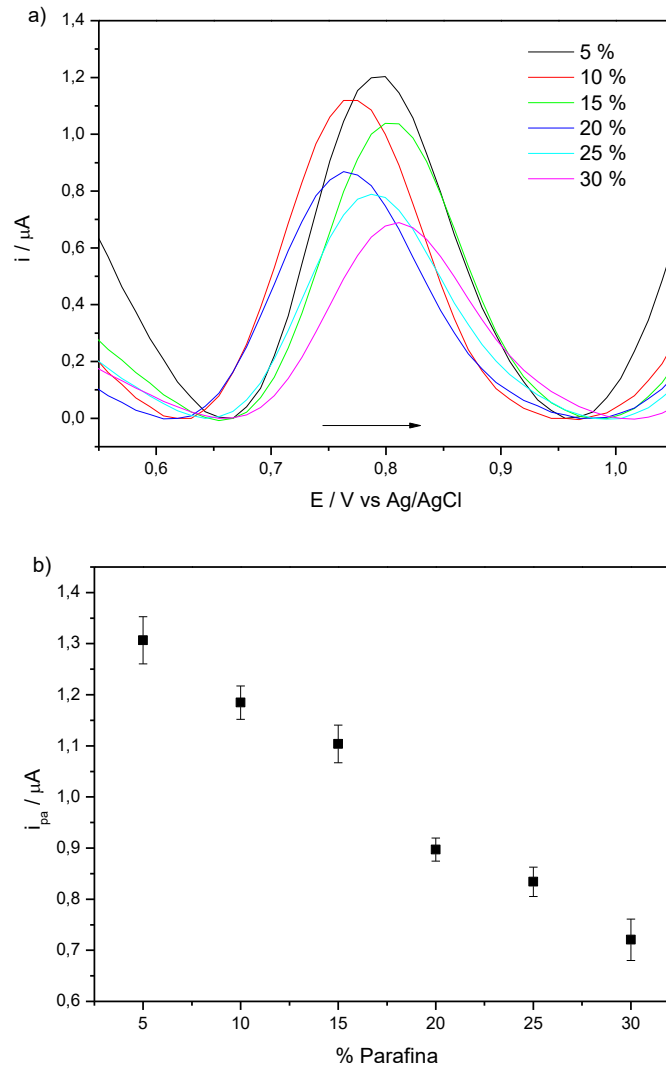 a)
1,4
1,2
1,0
0,8
0,6
0,4
0,2
0,0
i / μA
5 %
10 %
15 %
20 %
25 %
30 %
0,6 0,7 0,8 0,9 1,0
E / V vs Ag/AgCl
b)
1,4
1,3
1,2
1,1
1,0
0,9
0,8
0,7
0,6
ipa / μA
5 10 15 20 25 30
% Parafina